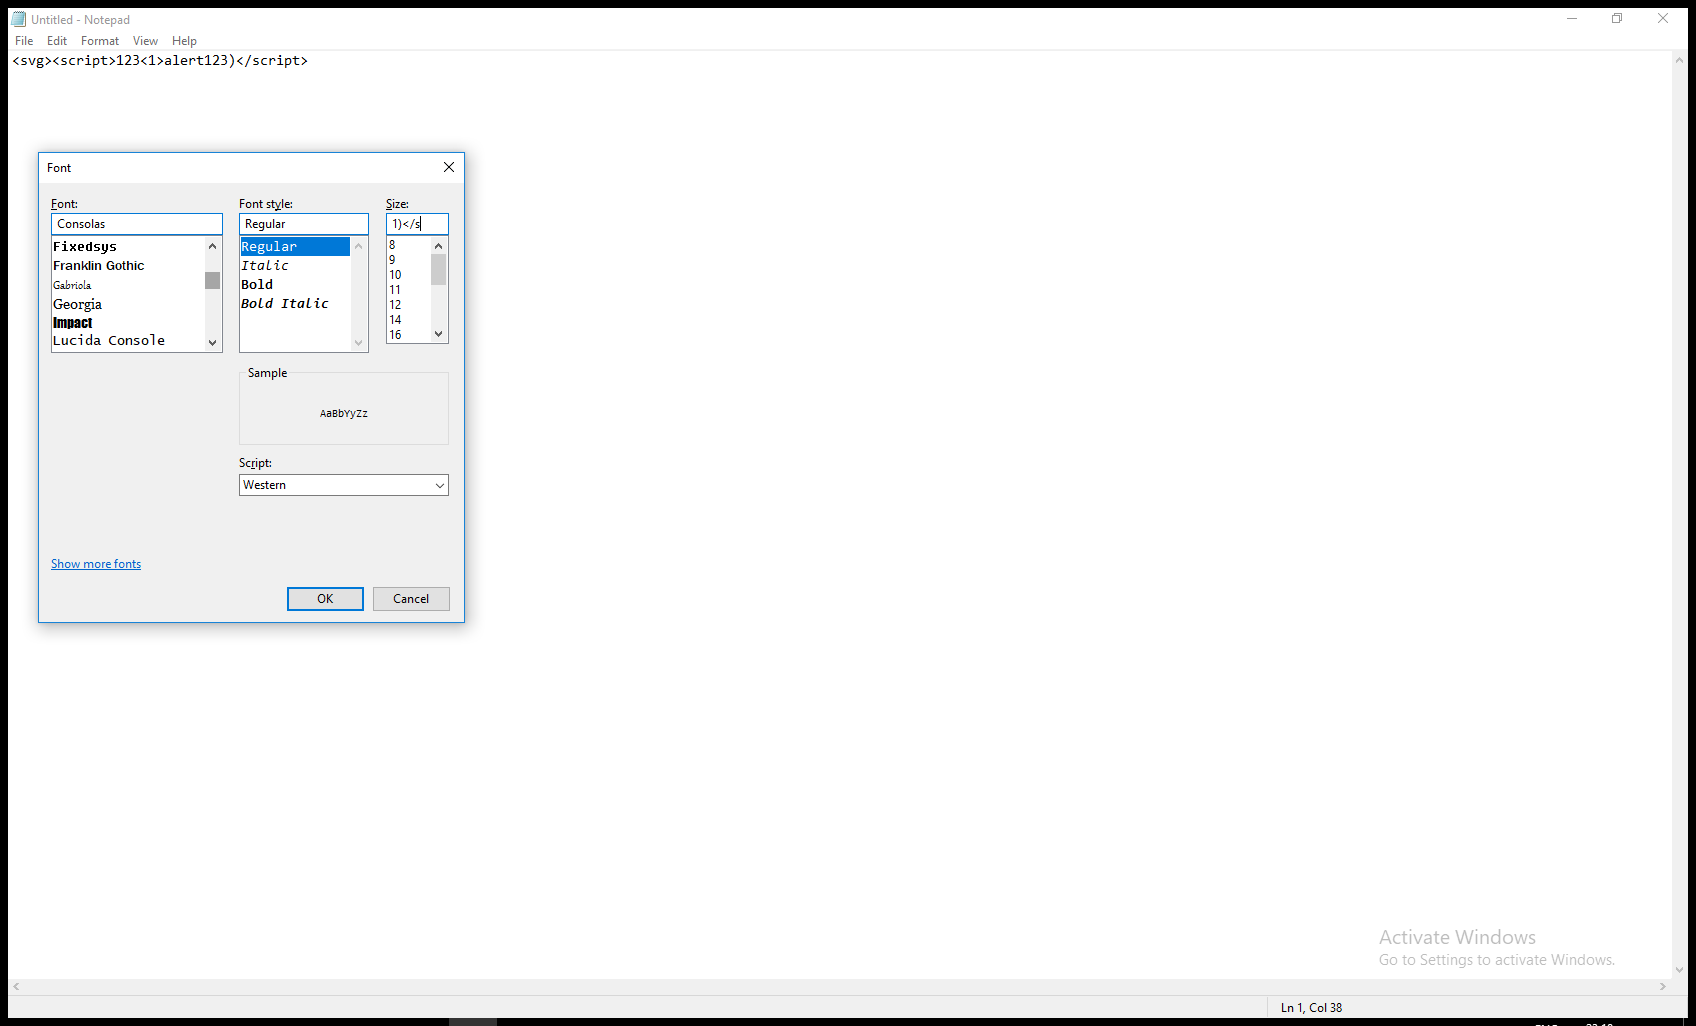 Untitled - Notepad
File Edit Format View Help
<svg><script>123<1>alert123)</script>
Font
Font: Font style: Size:
Consolas Regular 1)</s
Fixedsys Regular 8
Franklin Gothic Italic 9
Gabriola Bold 10
Georgia Bold Italic 11
Impact 12
Lucida Console 14
16
Sample
AaBbYyZz
Script:
Western
Show more fonts
OK Cancel
Activate Windows
Go to Settings to activate Windows.
Ln 1, Col 38